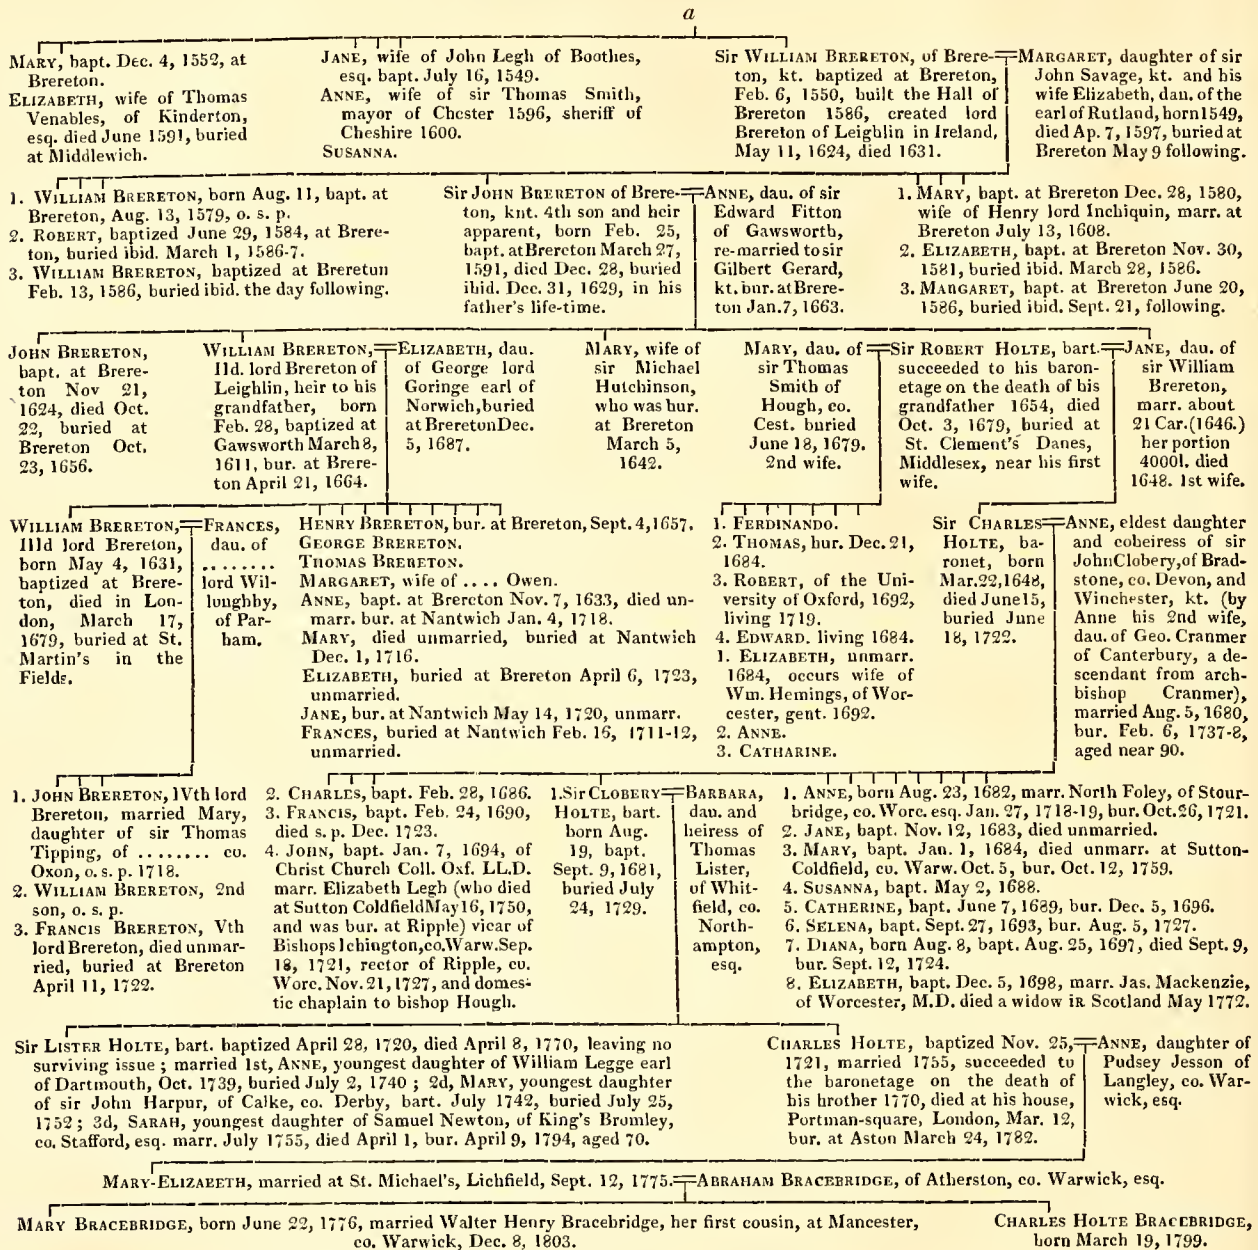 a
MARY, bapt. Dec. 4, 1552, at
Brereton.
ELIZABETH, wife of Thomas
Venables, of Kinderton,
esq. died June 1591, buried
at Middlewich.
JANE, wife of John Legh of Boothes,
esq. bapt. July 16, 1549.
ANNE, wife of sir Thomas Smith,
mayor of Chester 1596, sheriff of
Cheshire 1600.
SUSANNA.
Sir WILLIAM BRERETON, of Brere-
ton, kt. baptized at Brereton,
Feb. 6, 1550, built the Hall of
Brereton 1586, created lord
Brereton of Leighlin in Ireland,
May 11, 1624, died 1631.
MARGARET, daughter of sir
John Savage, kt. and his
wife Elizabeth, dau. of the
earl of Rutland, born 1549,
died Ap. 7, 1597, buried at
Brereton May 9 following.
1. WILLIAM BRERETON, born Aug. 11, bapt. at
Brereton, Aug. 13, 1579, o. s. p.
2. ROBERT, baptized June 29, 1584, at Brere-
ton, buried ibid. March 1, 1586-7.
3. WILLIAM BRERETON, baptized at Brereton
Feb. 13, 1586, buried ibid. the day following.
Sir JOHN BRERETON of Brere-
ton, knt. 4th son and heir
apparent, born Feb. 25,
bapt. at Brereton March 27,
1591, died Dec. 28, buried
ibid. Dec. 31, 1629, in his
father's life-time.
ANNE, dau. of sir
Edward Fitton
of Gawsworth,
re-married to sir
Gilbert Gerard,
kt. bur. at Brere-
ton Jan. 7, 1663.
1. MARY, bapt. at Brereton Dec. 28, 1580,
wife of Henry lord Inchiquin, marr. at
Brereton July 13, 1608.
2. ELIZABETH, bapt. at Brereton Nov. 30,
1581, buried ibid. March 28, 1586.
3. MARGARET, bapt. at Brereton June 20,
1586, buried ibid. Sept. 21, following.
JOHN BRERETON,
bapt. at Brere-
ton Nov 21,
1624, died Oct.
22, buried at
Brereton Oct.
23, 1656.
WILLIAM BRERETON,
IId. lord Brereton of
Leighlin, heir to his
grandfather, born
Feb. 28, baptized at
Gawsworth March 8,
1611, bur. at Brere-
ton April 21, 1664.
ELIZABETH, dau.
of George lord
Goringe earl of
Norwich, buried
at Brereton Dec.
5, 1687.
MARY, wife of
sir Michael
Hutchinson,
who was bur.
at Brereton
March 5,
1642.
MARY, dau. of
sir Thomas
Smith of
Hough, co.
Cest. buried
June 18, 1679.
2nd wife.
Sir ROBERT HOLTE, bart.
succeeded to his baron-
etage on the death of his
grandfather 1654, died
Oct. 3, 1679, buried at
St. Clement's Danes,
Middlesex, near his first
wife.
JANE, dau. of
sir William
Brereton,
marr. about
21 Car. (1646.)
her portion
4000l. died
1648. 1st wife.
WILLIAM BRERETON,
IIId lord Brereton,
born May 4, 1631,
baptized at Brere-
ton, died in Lon-
don, March 17,
1679, buried at St.
Martin's in the
Fields.
FRANCES,
dau. of
........
lord Wil-
loughby,
of Par-
ham.
HENRY BRERETON, bur. at Brereton, Sept. 4, 1657.
GEORGE BRERETON.
THOMAS BRERETON.
MARGARET, wife of .... Owen.
ANNE, bapt. at Brereton Nov. 7, 1633, died un-
marr. bur. at Nantwich Jan. 4, 1718.
MARY, died unmarried, buried at Nantwich
Dec. 1, 1716.
ELIZABETH, buried at Brereton April 6, 1723,
unmarried.
JANE, bur. at Nantwich May 14, 1720, unmarr.
FRANCES, buried at Nantwich Feb. 16, 1711-12,
unmarried.
1. FERDINANDO.
2. THOMAS, bur. Dec. 21,
1684.
3. ROBERT, of the Uni-
versity of Oxford, 1692,
living 1719.
4. EDWARD. living 1684.
1. ELIZABETH, unmarr.
1684, occurs wife of
Wm. Hemings, of Wor-
cester, gent. 1692.
2. ANNE.
3. CATHARINE.
Sir CHARLES
HOLTE, ba-
ronet, born
Mar. 22, 1648,
died June 15,
buried June
18, 1722.
ANNE, eldest daughter
and coheiress of sir
John Clobery, of Brad-
stone, co. Devon, and
Winchester, kt. (by
Anne his 2nd wife,
dau. of Geo. Cranmer
of Canterbury, a de-
scendant from arch-
bishop Cranmer),
married Aug. 5, 1680,
bur. Feb. 6, 1737-8,
aged near 90.
1. JOHN BRERETON, IVth lord
Brereton, married Mary,
daughter of sir Thomas
Tipping, of ........ co.
Oxon, o. s. p. 1718.
2. WILLIAM BRERETON, 2nd
son, o. s. p.
3. FRANCIS BRERETON, Vth
lord Brereton, died unmar-
ried, buried at Brereton
April 11, 1722.
2. CHARLES, bapt. Feb. 28, 1686.
3. FRANCIS, bapt. Feb. 24, 1690,
died s. p. Dec. 1723.
4. JOHN, bapt. Jan. 7, 1694, of
Christ Church Coll. Oxf. LL.D.
marr. Elizabeth Legh (who died
at Sutton Coldfield May 16, 1750,
and was bur. at Ripple) vicar of
Bishops Ichington, co. Warw. Sep.
18, 1721, rector of Ripple, co.
Worc. Nov. 21, 1727, and domes-
tic chaplain to bishop Hough.
1. Sir CLOBERY
HOLTE, bart.
born Aug.
19, bapt.
Sept. 9, 1681,
buried July
24, 1729.
BARBARA,
dau. and
heiress of
Thomas
Lister,
of Whit-
field, co.
North-
ampton,
esq.
1. ANNE, born Aug. 23, 1682, marr. North Foley, of Stour-
bridge, co. Worc. esq. Jan. 27, 1718-19, bur. Oct. 26, 1721.
2. JANE, bapt. Nov. 12, 1683, died unmarried.
3. MARY, bapt. Jan. 1, 1684, died unmarr. at Sutton-
Coldfield, co. Warw. Oct. 5, bur. Oct. 12, 1759.
4. SUSANNA, bapt. May 2, 1688.
5. CATHERINE, bapt. June 7, 1689, bur. Dec. 5, 1696.
6. SELENA, bapt. Sept. 27, 1693, bur. Aug. 5, 1727.
7. DIANA, born Aug. 8, bapt. Aug. 25, 1697, died Sept. 9,
bur. Sept. 12, 1724.
8. ELIZABETH, bapt. Dec. 5, 1698, marr. Jas. Mackenzie,
of Worcester, M.D. died a widow in Scotland May 1772.
Sir LISTER HOLTE, bart. baptized April 28, 1720, died April 8, 1770, leaving no
surviving issue; married 1st, ANNE, youngest daughter of William Legge earl
of Dartmouth, Oct. 1739, buried July 2, 1740; 2d, MARY, youngest daughter
of sir John Harpur, of Calke, co. Derby, bart. July 1742, buried July 25,
1752; 3d, SARAH, youngest daughter of Samuel Newton, of King's Bromley,
co. Stafford, esq. marr. July 1755, died April 1, bur. April 9, 1794, aged 70.
CHARLES HOLTE, baptized Nov. 25,
1721, married 1755, succeeded to
the baronetage on the death of
his brother 1770, died at his house,
Portman-square, London, Mar. 12,
bur. at Aston March 24, 1782.
ANNE, daughter of
Pudsey Jesson of
Langley, co. War-
wick, esq.
MARY-ELIZABETH, married at St. Michael's, Lichfield, Sept. 12, 1775. ABRAHAM BRACEBRIDGE, of Atherston, co. Warwick, esq.
MARY BRACEBRIDGE, born June 22, 1776, married Walter Henry Bracebridge, her first cousin, at Mancester,
co. Warwick, Dec. 8, 1803.
CHARLES HOLTE BRACEBRIDGE,
born March 19, 1799.